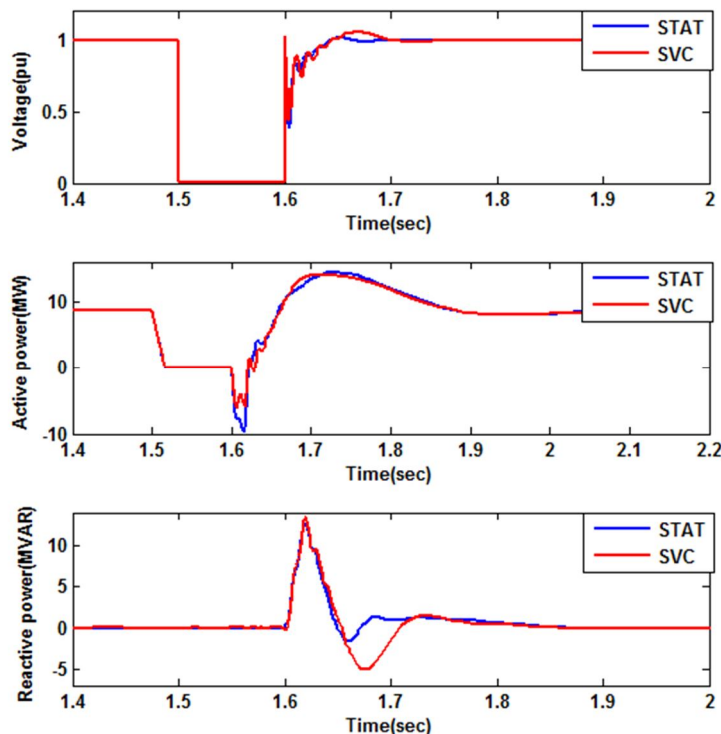 Voltage(pu)
1
0.5
0
STAT
SVC
1.4 1.5 1.6 1.7 1.8 1.9 2
Time(sec)
Active power(MW)
10
0
-10
STAT
SVC
1.4 1.5 1.6 1.7 1.8 1.9 2 2.1 2.2
Time(sec)
Reactive power(MVAR)
10
5
0
-5
STAT
SVC
1.4 1.5 1.6 1.7 1.8 1.9 2
Time(sec)